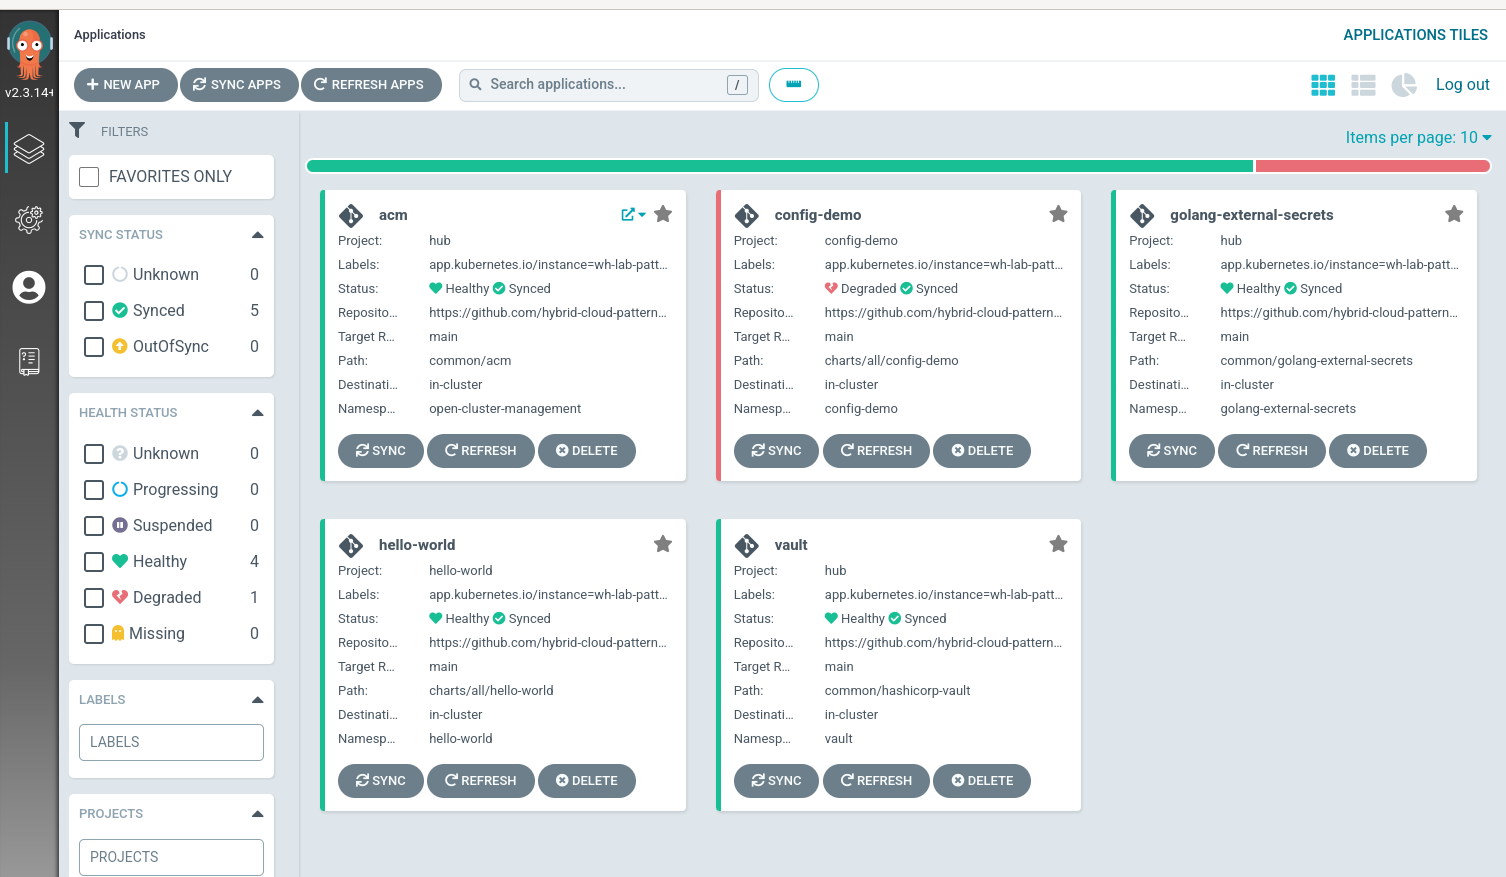 Applications
APPLICATIONS TILES
v2.3.14+
NEW APP
SYNC APPS
REFRESH APPS
Search applications...
/
Log out
FILTERS
FAVORITES ONLY
SYNC STATUS
Unknown 0
Synced 5
OutOfSync 0
HEALTH STATUS
Unknown 0
Progressing 0
Suspended 0
Healthy 4
Degraded 1
Missing 0
LABELS
LABELS
PROJECTS
PROJECTS
Items per page: 10
acm
Project: hub
Labels: app.kubernetes.io/instance=wh-lab-patt...
Status: Healthy Synced
Reposito... https://github.com/hybrid-cloud-pattern...
Target R... main
Path: common/acm
Destinati... in-cluster
Namesp... open-cluster-management
SYNC REFRESH DELETE
config-demo
Project: config-demo
Labels: app.kubernetes.io/instance=wh-lab-patt...
Status: Degraded Synced
Reposito... https://github.com/hybrid-cloud-pattern...
Target R... main
Path: charts/all/config-demo
Destinati... in-cluster
Namesp... config-demo
SYNC REFRESH DELETE
golang-external-secrets
Project: hub
Labels: app.kubernetes.io/instance=wh-lab-patt...
Status: Healthy Synced
Reposito... https://github.com/hybrid-cloud-pattern...
Target R... main
Path: common/golang-external-secrets
Destinati... in-cluster
Namesp... golang-external-secrets
SYNC REFRESH DELETE
hello-world
Project: hello-world
Labels: app.kubernetes.io/instance=wh-lab-patt...
Status: Healthy Synced
Reposito... https://github.com/hybrid-cloud-pattern...
Target R... main
Path: charts/all/hello-world
Destinati... in-cluster
Namesp... hello-world
SYNC REFRESH DELETE
vault
Project: hub
Labels: app.kubernetes.io/instance=wh-lab-patt...
Status: Healthy Synced
Reposito... https://github.com/hybrid-cloud-pattern...
Target R... main
Path: common/hashicorp-vault
Destinati... in-cluster
Namesp... vault
SYNC REFRESH DELETE